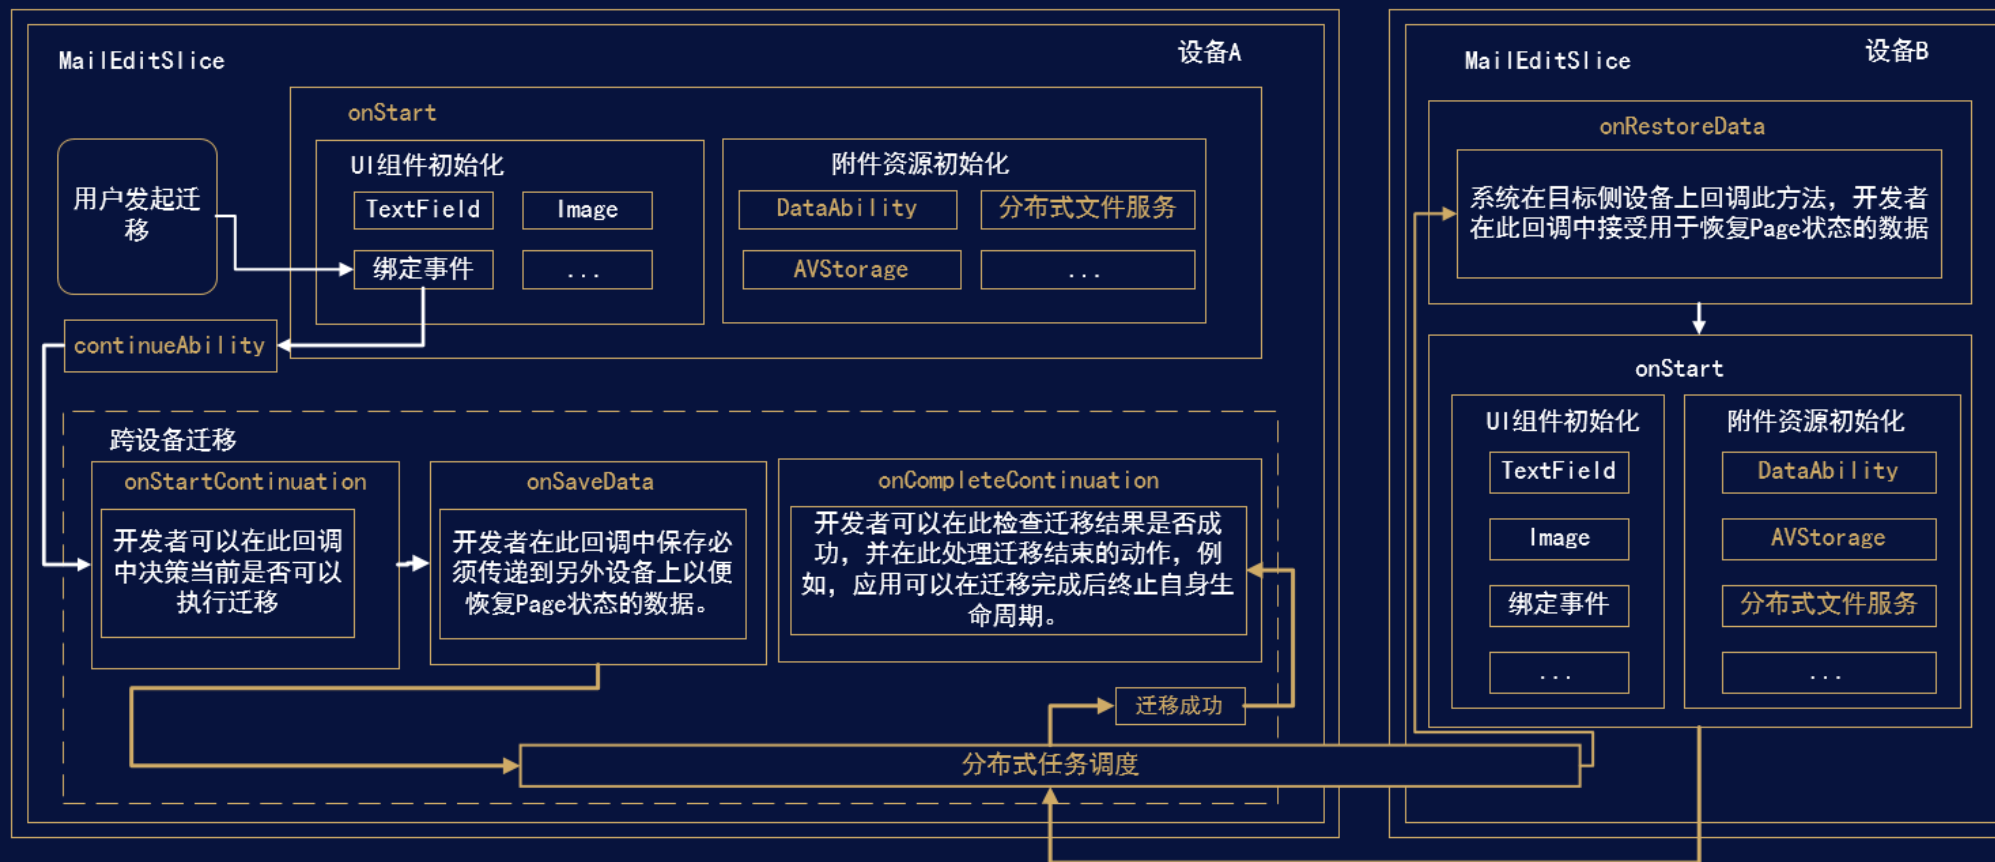 MailEditSlice
设备A
onStart
用户发起迁
移
UI组件初始化
TextField
Image
绑定事件
...
附件资源初始化
DataAbility
分布式文件服务
AVStorage
...
continueAbility
跨设备迁移
onStartContinuation
开发者可以在此回调
中决策当前是否可以
执行迁移
onSaveData
开发者在此回调中保存必
须传递到另外设备上以便
恢复Page状态的数据。
onCompleteContinuation
开发者可以在此检查迁移结果是否成
功，并在此处理迁移结束的动作，例
如，应用可以在迁移完成后终止自身生
命周期。
迁移成功
分布式任务调度
MailEditSlice
设备B
onRestoreData
系统在目标侧设备上回调此方法，开发者
在此回调中接受用于恢复Page状态的数据
onStart
UI组件初始化
TextField
Image
绑定事件
...
附件资源初始化
DataAbility
AVStorage
分布式文件服务
...